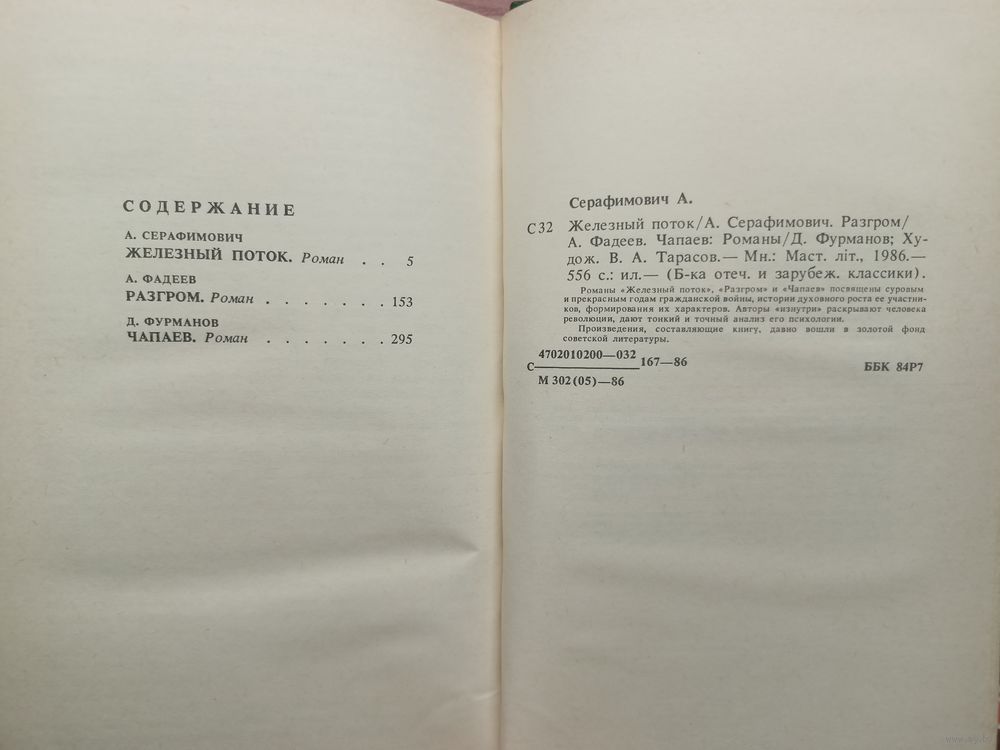 СОДЕРЖАНИЕ
А. СЕРАФИМОВИЧ
ЖЕЛЕЗНЫЙ ПОТОК. Роман . . 5
А. ФАДЕЕВ
РАЗГРОМ. Роман . . . . . . . 153
Д. ФУРМАНОВ
ЧАПАЕВ. Роман . . . . . . . 295
Серафимович А.
С32 Железный поток/А. Серафимович. Разгром/
А. Фадеев. Чапаев: Романы/Д. Фурманов; Ху-
дож. В. А. Тарасов.— Мн.: Маст. літ., 1986.—
556 с.: ил.— (Б-ка отеч. и зарубеж. классики).
Романы «Железный поток», «Разгром» и «Чапаев» посвящены суровым
и прекрасным годам гражданской войны, истории духовного роста ее участни-
ков, формирования их характеров. Авторы «изнутри» раскрывают человека
революции, дают тонкий и точный анализ его психологии.
Произведения, составляющие книгу, давно вошли в золотой фонд
советской литературы.
4702010200—032
С 167—86
М 302(05)—86
ББК 84Р7